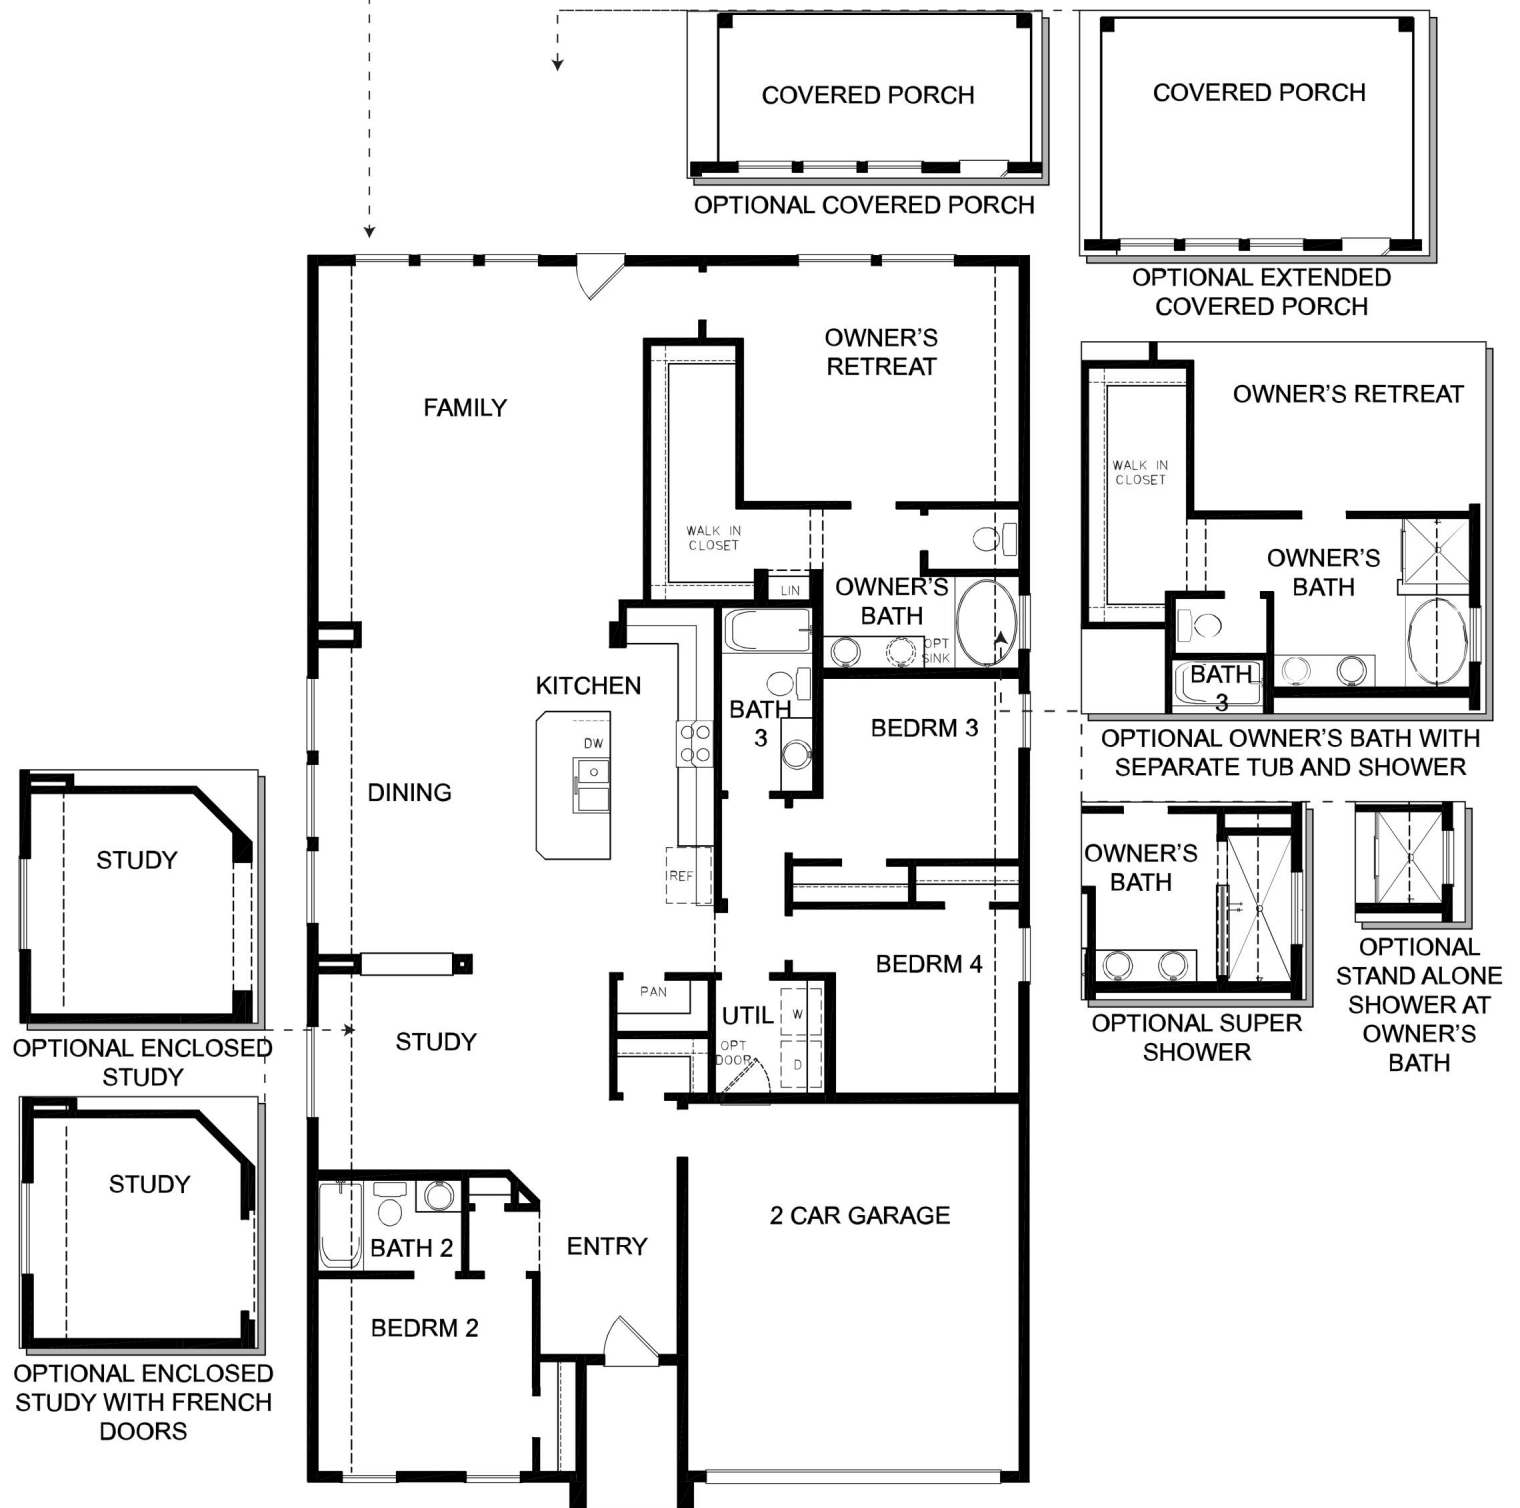 COVERED PORCH
OPTIONAL COVERED PORCH
COVERED PORCH
OPTIONAL EXTENDED
COVERED PORCH
OWNER'S
RETREAT
FAMILY
WALK IN
CLOSET
LIN
OWNER'S
BATH
OPT
SINK
KITCHEN
DW
BATH
3
BEDRM 3
DINING
REF
BEDRM 4
PAN
UTIL
W
OPT
DOOR
D
STUDY
2 CAR GARAGE
BATH 2
ENTRY
BEDRM 2
OWNER'S RETREAT
WALK IN
CLOSET
OWNER'S
BATH
BATH
3
OPTIONAL OWNER'S BATH WITH
SEPARATE TUB AND SHOWER
OWNER'S
BATH
OPTIONAL SUPER
SHOWER
OPTIONAL
STAND ALONE
SHOWER AT
OWNER'S
BATH
STUDY
OPTIONAL ENCLOSED
STUDY
STUDY
OPTIONAL ENCLOSED
STUDY WITH FRENCH
DOORS